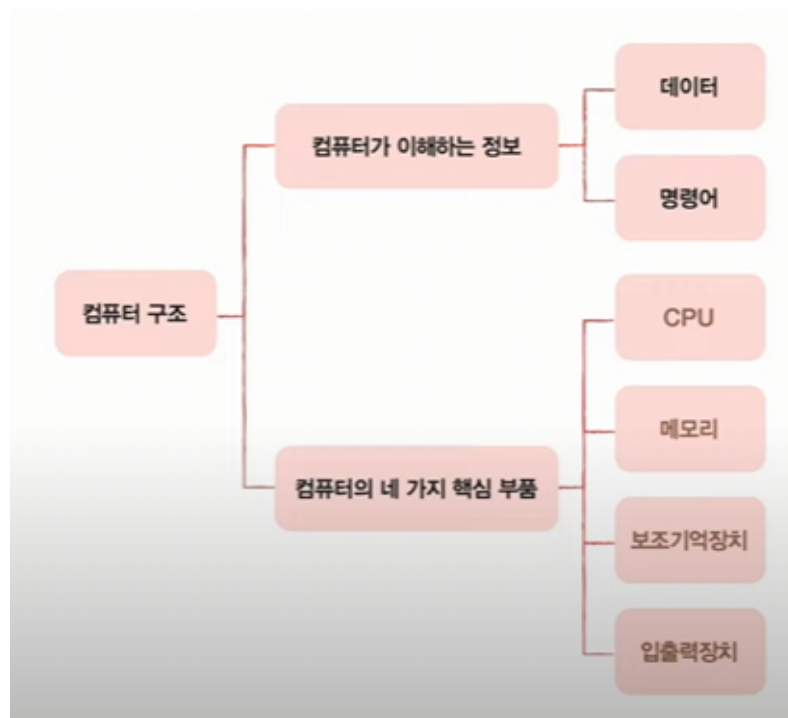 컴퓨터 구조
컴퓨터가 이해하는 정보
데이터
명령어
컴퓨터의 네 가지 핵심 부품
CPU
메모리
보조기억장치
입출력장치